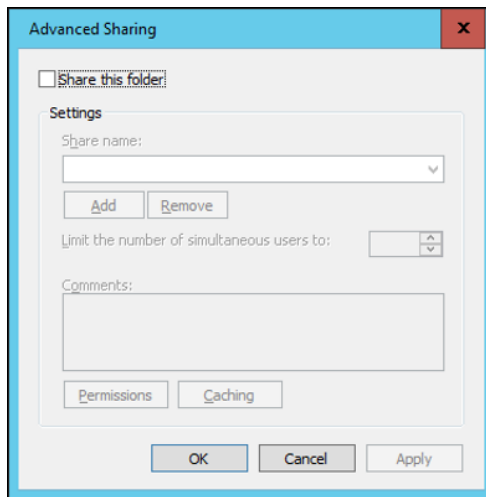 Advanced Sharing
x
Share this folder
Settings
Share name:
Add Remove
Limit the number of simultaneous users to:
Comments:
Permissions Caching
OK Cancel Apply